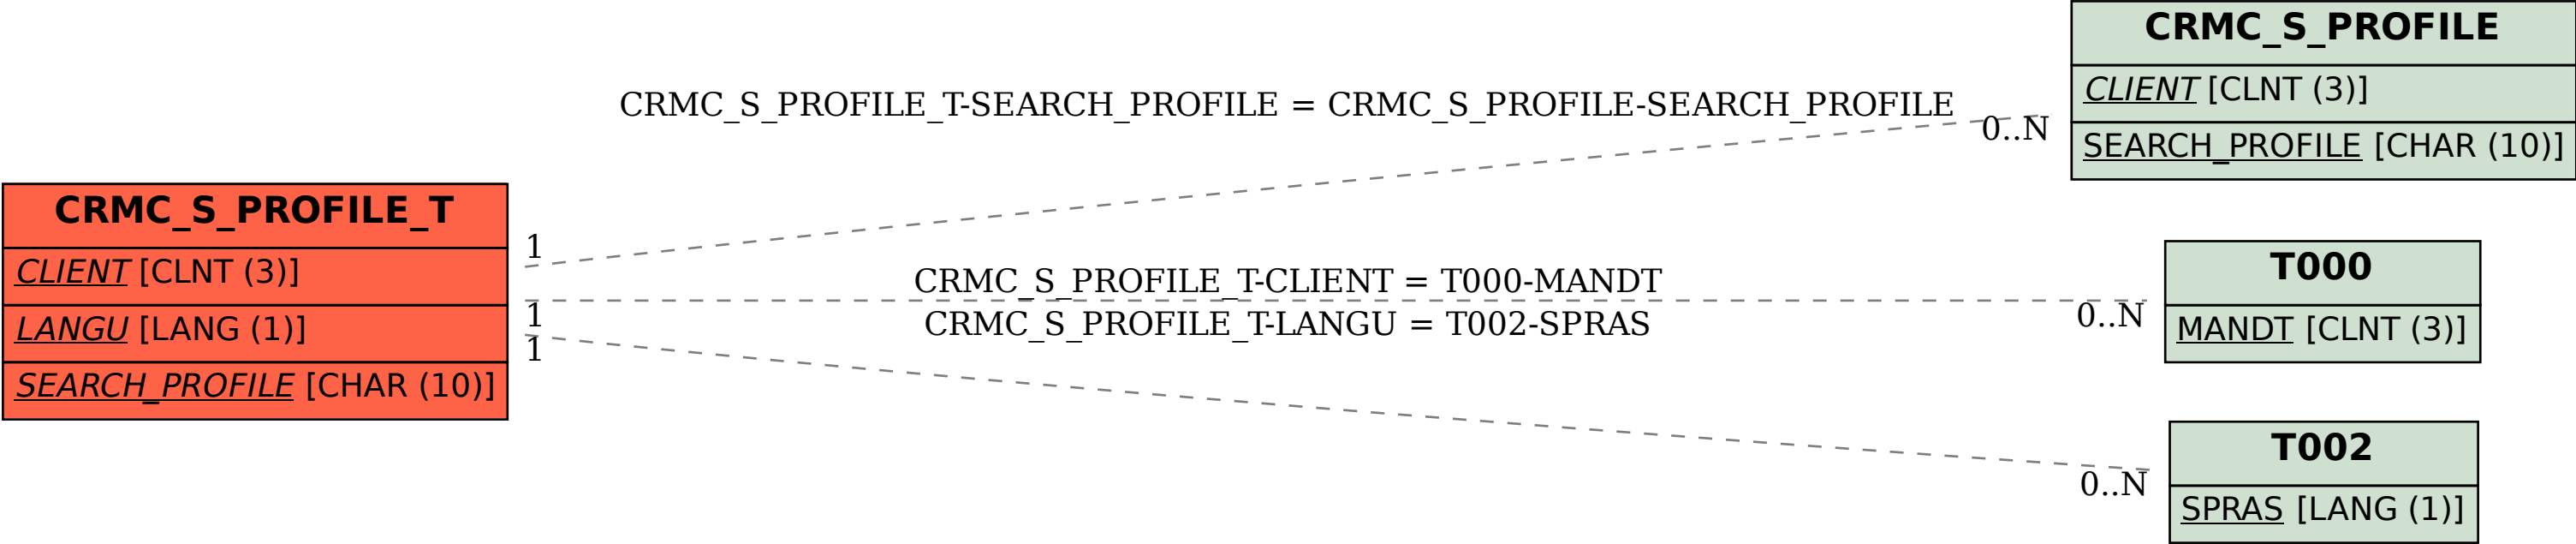 CRMC_S_PROFILE
CLIENT [CLNT (3)]
SEARCH_PROFILE [CHAR (10)]
CRMC_S_PROFILE_T-SEARCH_PROFILE = CRMC_S_PROFILE-SEARCH_PROFILE
0..N
CRMC_S_PROFILE_T
CLIENT [CLNT (3)]
LANGU [LANG (1)]
SEARCH_PROFILE [CHAR (10)]
1
1
1
CRMC_S_PROFILE_T-CLIENT = T000-MANDT
CRMC_S_PROFILE_T-LANGU = T002-SPRAS
0..N
T000
MANDT [CLNT (3)]
0..N
T002
SPRAS [LANG (1)]